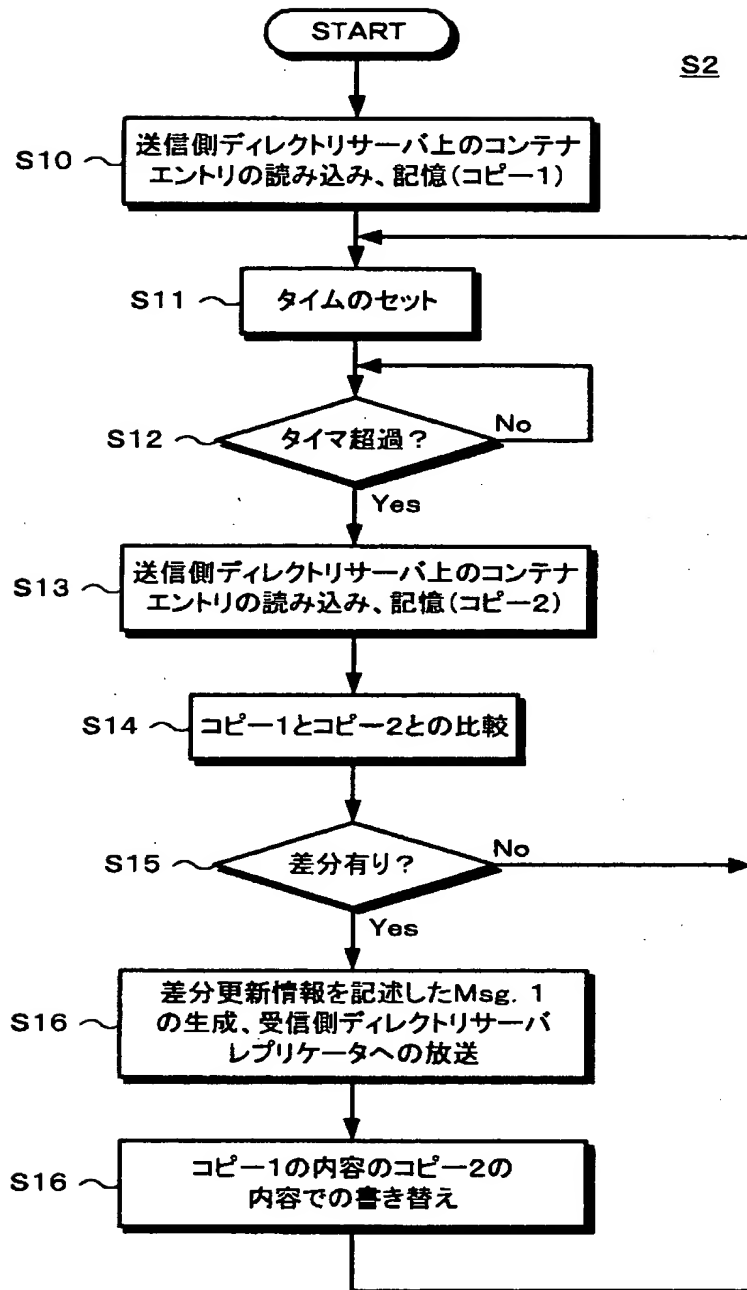 START
S2
S10
送信側ディレクトリサーバ上のコンテナ
エントリの読み込み、記憶(コピー1)
S11
タイムのセット
S12
タイマ超過?
No
Yes
S13
送信側ディレクトリサーバ上のコンテナ
エントリの読み込み、記憶(コピー2)
S14
コピー1とコピー2との比較
S15
差分有り?
No
Yes
S16
差分更新情報を記述したMsg. 1
の生成、受信側ディレクトリサーバ
レプリケータへの放送
S16
コピー1の内容のコピー2の
内容での書き替え